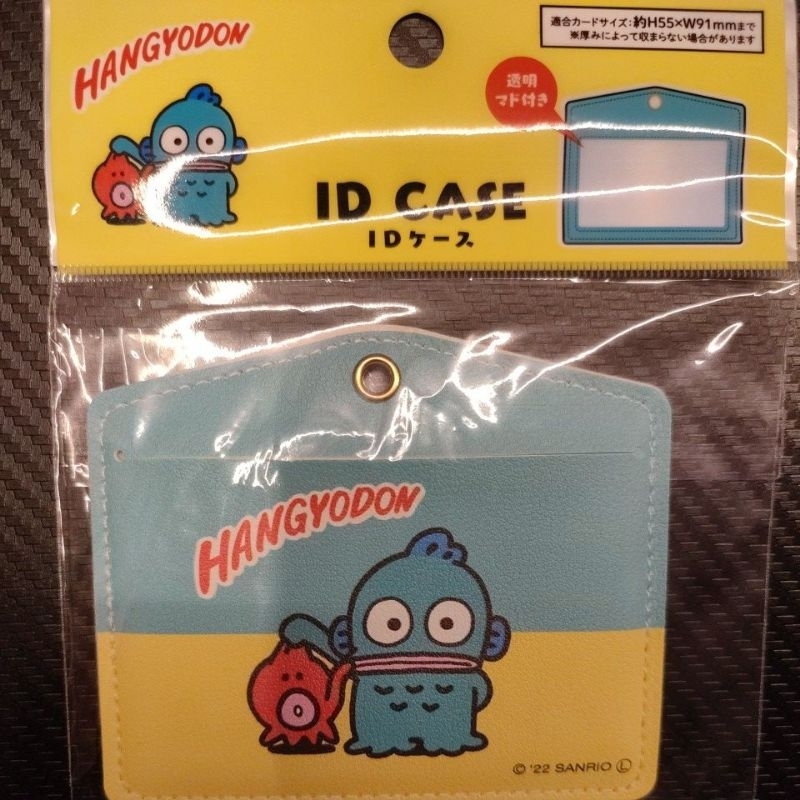 HANGYODON
適合カードサイズ:約H55×W91mmまで
※厚みによって収まらない場合があります
透明
マド付き
ID CASE
IDケース
HANGYODON
© '22 SANRIO Ⓛ